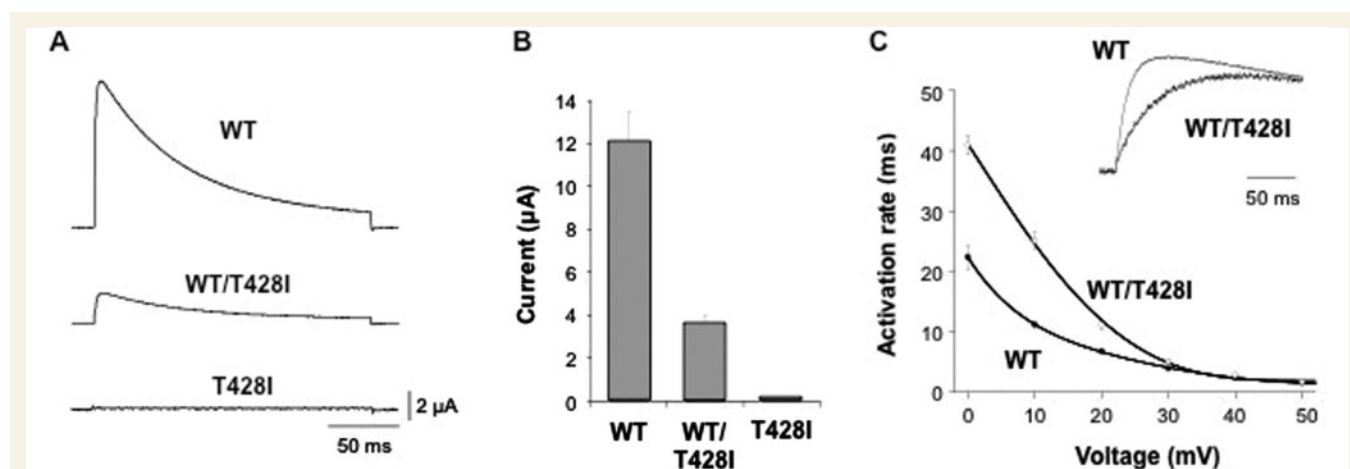 A
WT
WT/T428I
T428I
2 µA
50 ms
B
14
12
10
8
6
4
2
0
Current (µA)
WT
WT/
T428I
T428I
C
WT
WT/T428I
50 ms
50
40
30
20
10
0
Activation rate (ms)
WT/T428I
WT
0
10
20
30
40
50
Voltage (mV)